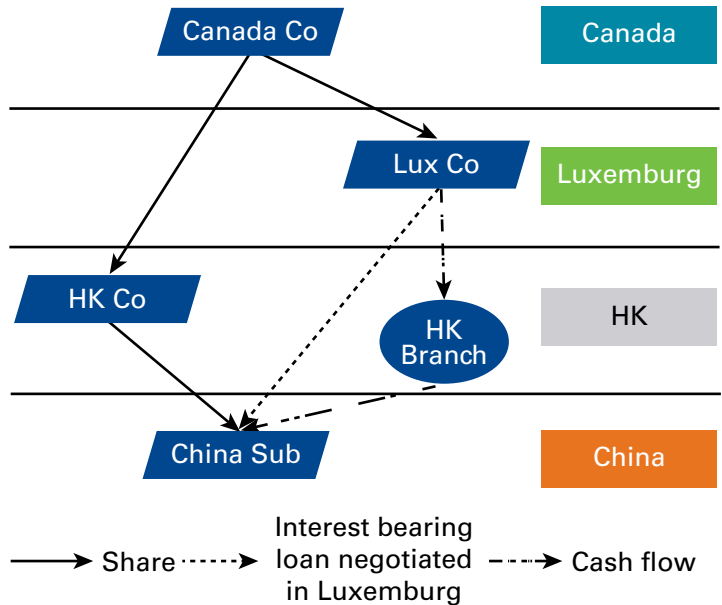 Canada Co
Canada
Lux Co
Luxemburg
HK Co
HK
Branch
HK
China Sub
China
Share
Interest bearing
loan negotiated
in Luxemburg
Cash flow